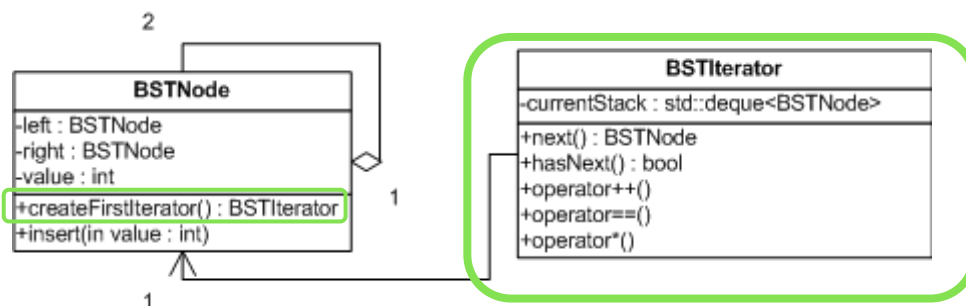 2
BSTNode
-left : BSTNode
-right : BSTNode
-value : int
+createFirstIterator() : BSTIterator
+insert(in value : int)
1
1
BSTIterator
-currentStack : std::deque<BSTNode>
+next() : BSTNode
+hasNext() : bool
+operator++()
+operator==()
+operator*()